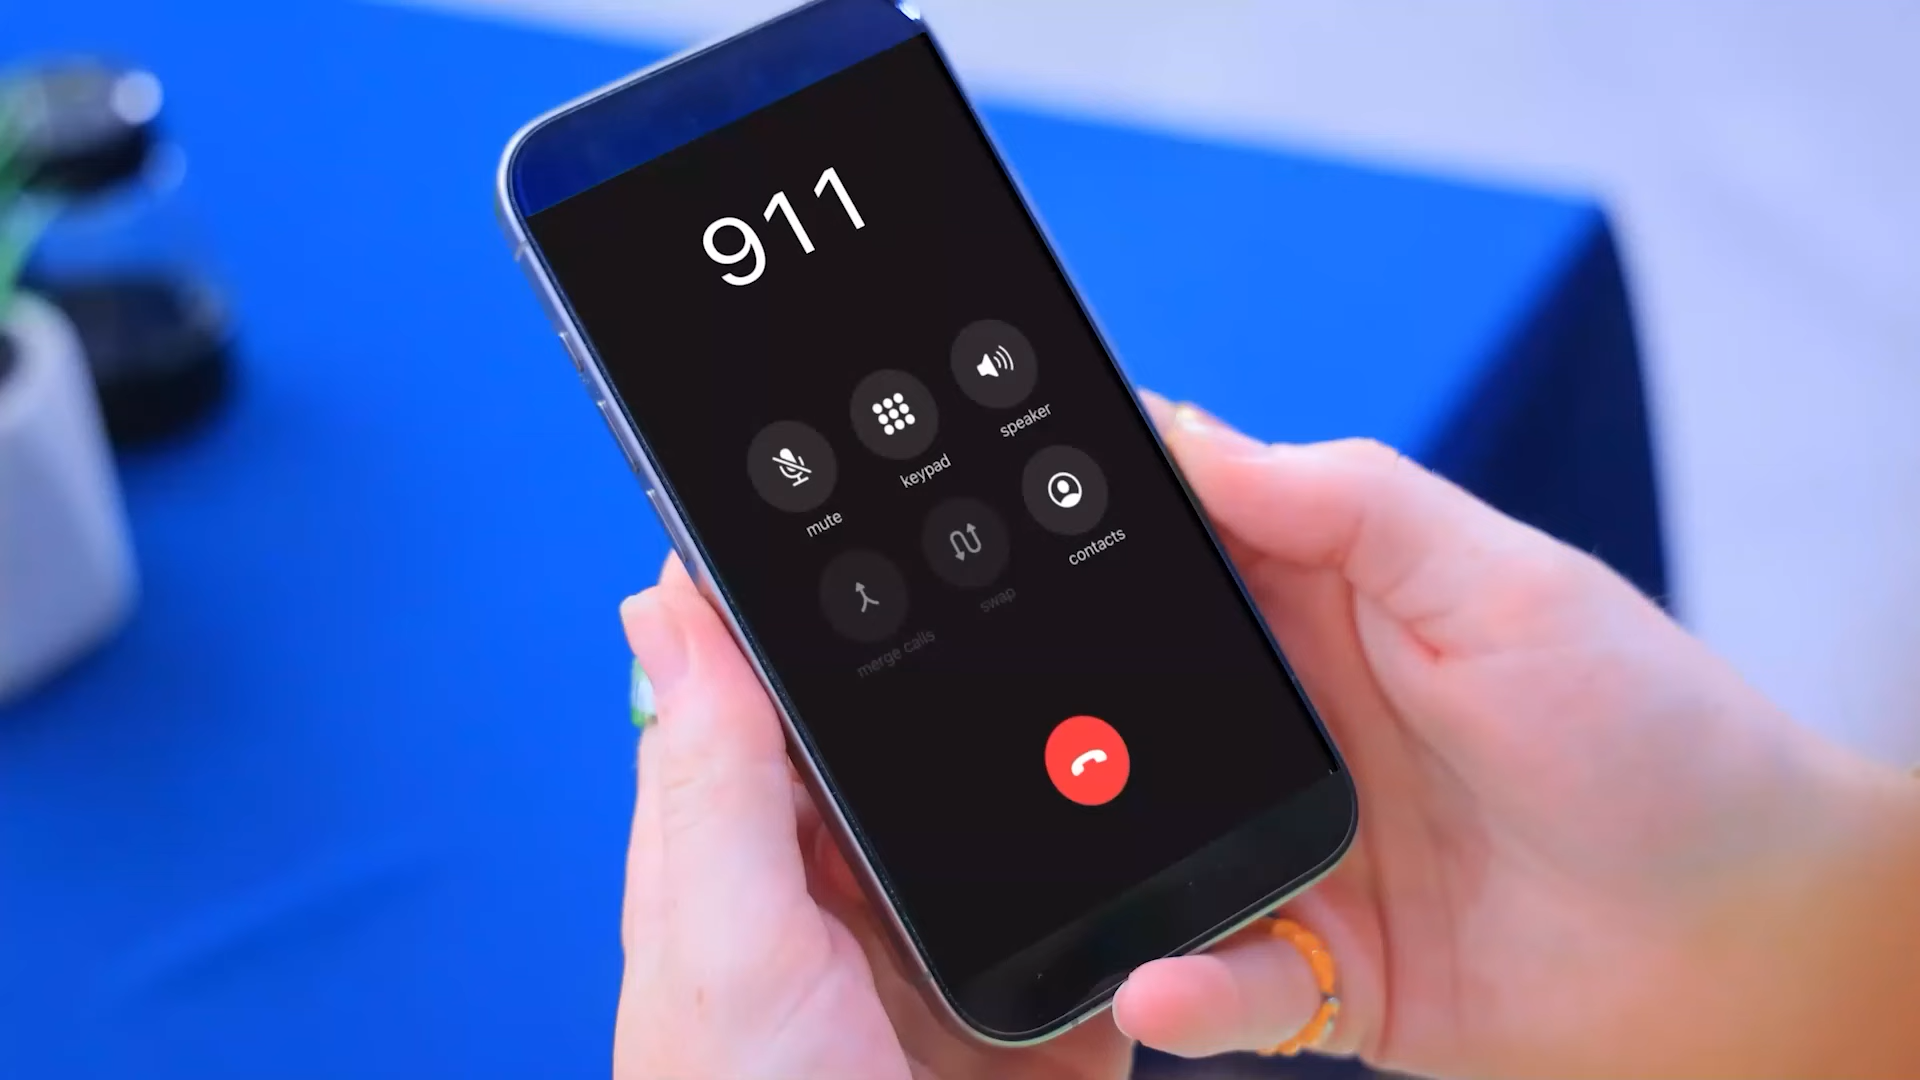 911
mute
keypad
speaker
merge calls
swap
contacts